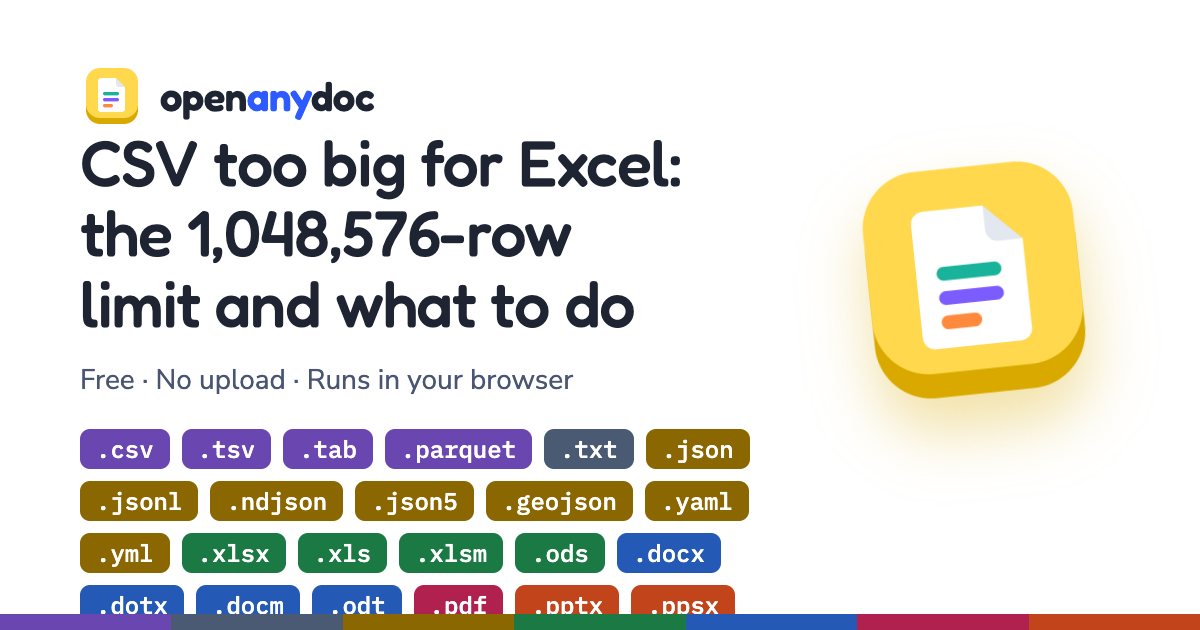 openanydoc
CSV too big for Excel:
the 1,048,576-row
limit and what to do
Free · No upload · Runs in your browser
.csv .tsv .tab .parquet .txt .json
.jsonl .ndjson .json5 .geojson .yaml
.yml .xlsx .xls .xlsm .ods .docx
.dotx .docm .odt .pdf .pptx .ppsx